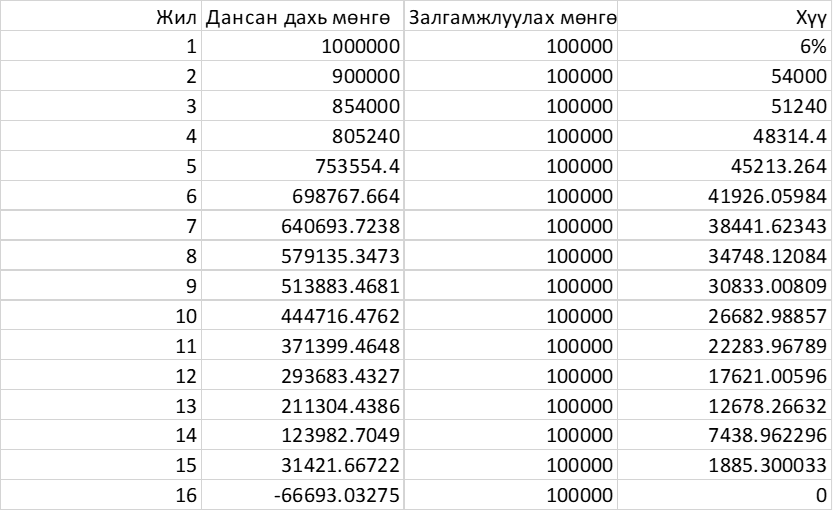 Жил Дансан дахь мөнгө Залгамжлуулах мөнгө Хүү
1 1000000 100000 6%
2 900000 100000 54000
3 854000 100000 51240
4 805240 100000 48314.4
5 753554.4 100000 45213.264
6 698767.664 100000 41926.05984
7 640693.7238 100000 38441.62343
8 579135.3473 100000 34748.12084
9 513883.4681 100000 30833.00809
10 444716.4762 100000 26682.98857
11 371399.4648 100000 22283.96789
12 293683.4327 100000 17621.00596
13 211304.4386 100000 12678.26632
14 123982.7049 100000 7438.962296
15 31421.66722 100000 1885.300033
16 -66693.03275 100000 0